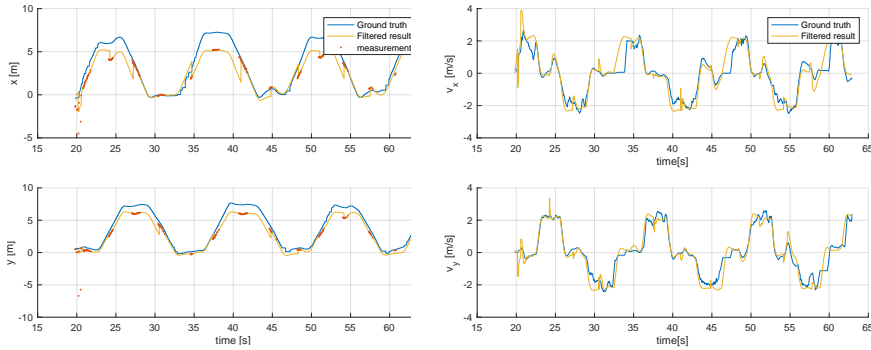 10
5
0
-5
x [m]
15 20 25 30 35 40 45 50 55 60
Ground truth
Filtered result
measurement
4
2
0
-2
-4
v_x [m/s]
15 20 25 30 35 40 45 50 55 60 65
time[s]
Ground truth
Filtered result
10
5
0
-5
-10
y [m]
15 20 25 30 35 40 45 50 55 60
time [s]
4
2
0
-2
-4
v_y [m/s]
15 20 25 30 35 40 45 50 55 60 65
time[s]